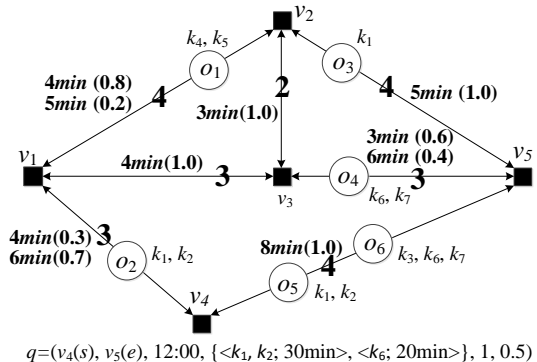 v2
k4, k5
k1
o1
o3
4min (0.8)
5min (0.2)
4
2
4
5min (1.0)
3min(1.0)
3min (0.6)
6min (0.4)
v1
4min(1.0)
3
o4
3
v5
v3
k6, k7
4min(0.3)
6min(0.7)
3
o2
k1, k2
8min(1.0)
4
o6
k3, k6, k7
o5
k1, k2
v4
q=(v4(s), v5(e), 12:00, {<k1, k2; 30min>, <k6; 20min>}, 1, 0.5)